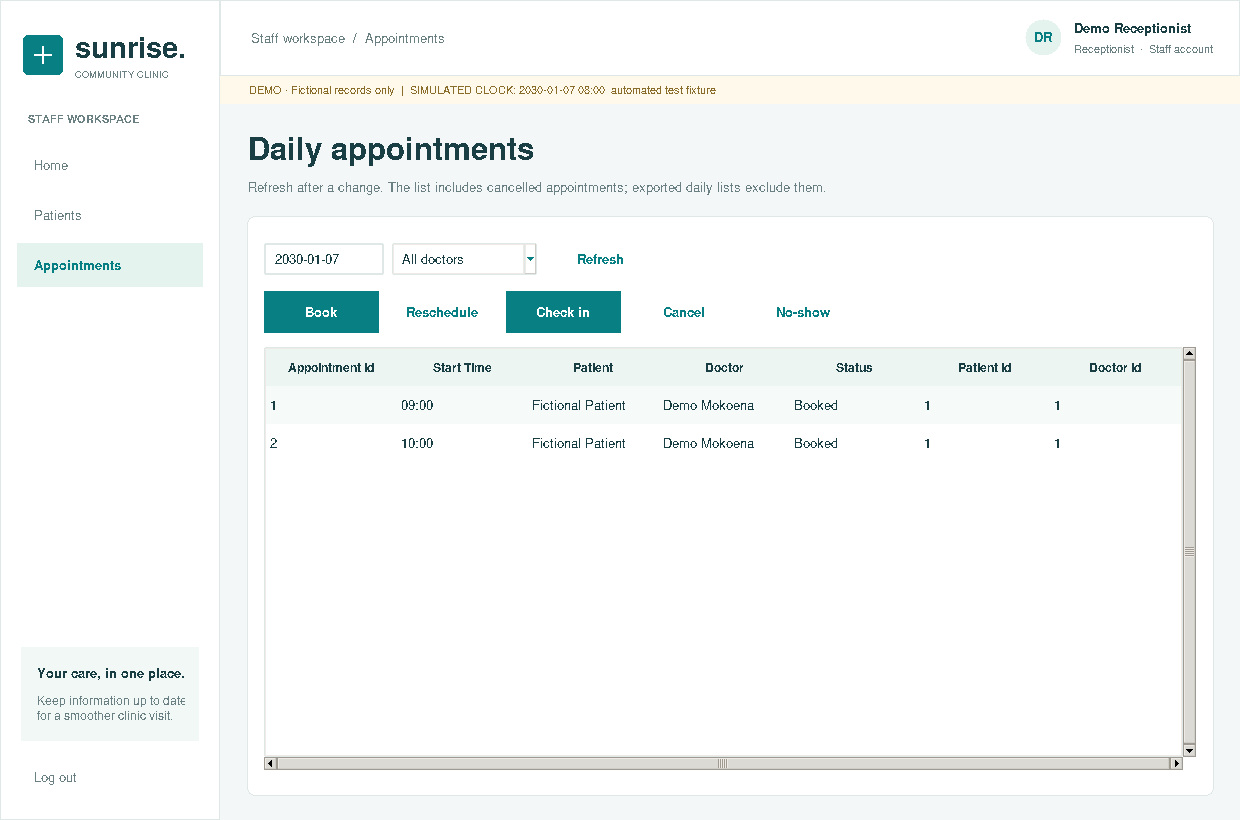 sunrise.
COMMUNITY CLINIC
STAFF WORKSPACE
Home
Patients
Appointments
Your care, in one place.
Keep information up to date
for a smoother clinic visit.
Log out
Staff workspace / Appointments
DR
Demo Receptionist
Receptionist · Staff account
DEMO · Fictional records only | SIMULATED CLOCK: 2030-01-07 08:00 automated test fixture
Daily appointments
Refresh after a change. The list includes cancelled appointments; exported daily lists exclude them.
2030-01-07 All doctors Refresh
Book Reschedule Check in Cancel No-show
Appointment Id Start Time Patient Doctor Status Patient Id Doctor Id
1 09:00 Fictional Patient Demo Mokoena Booked 1 1
2 10:00 Fictional Patient Demo Mokoena Booked 1 1